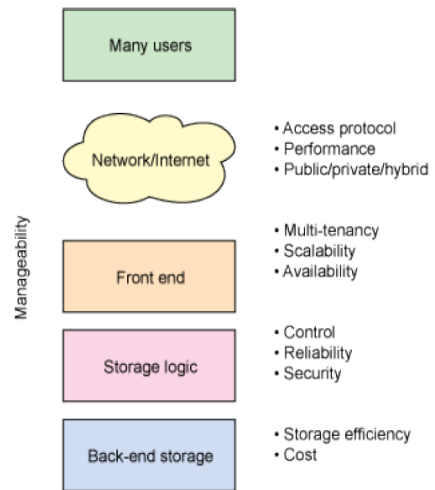 Many users
Network/Internet
• Access protocol
• Performance
• Public/private/hybrid
Manageability
• Multi-tenancy
• Scalability
• Availability
Front end
Storage logic
• Control
• Reliability
• Security
Back-end storage
• Storage efficiency
• Cost